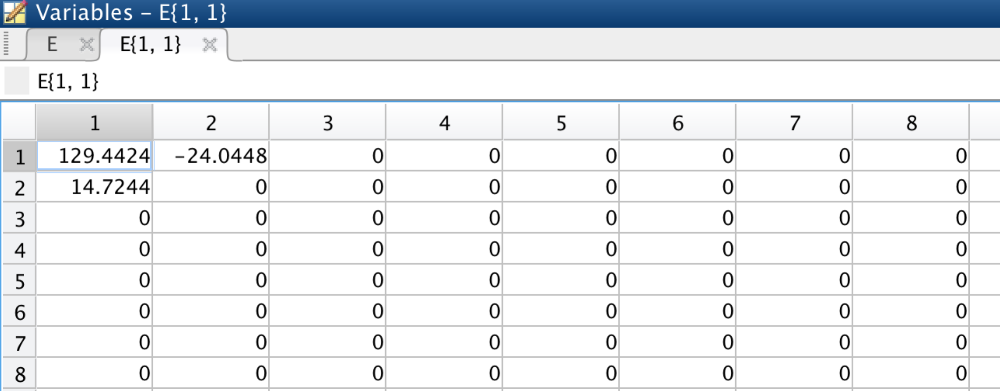 Variables – E{1, 1}
E E{1, 1}
E{1, 1}
1 2 3 4 5 6 7 8
1 129.4424 -24.0448 0 0 0 0 0 0
2 14.7244 0 0 0 0 0 0 0
3 0 0 0 0 0 0 0 0
4 0 0 0 0 0 0 0 0
5 0 0 0 0 0 0 0 0
6 0 0 0 0 0 0 0 0
7 0 0 0 0 0 0 0 0
8 0 0 0 0 0 0 0 0